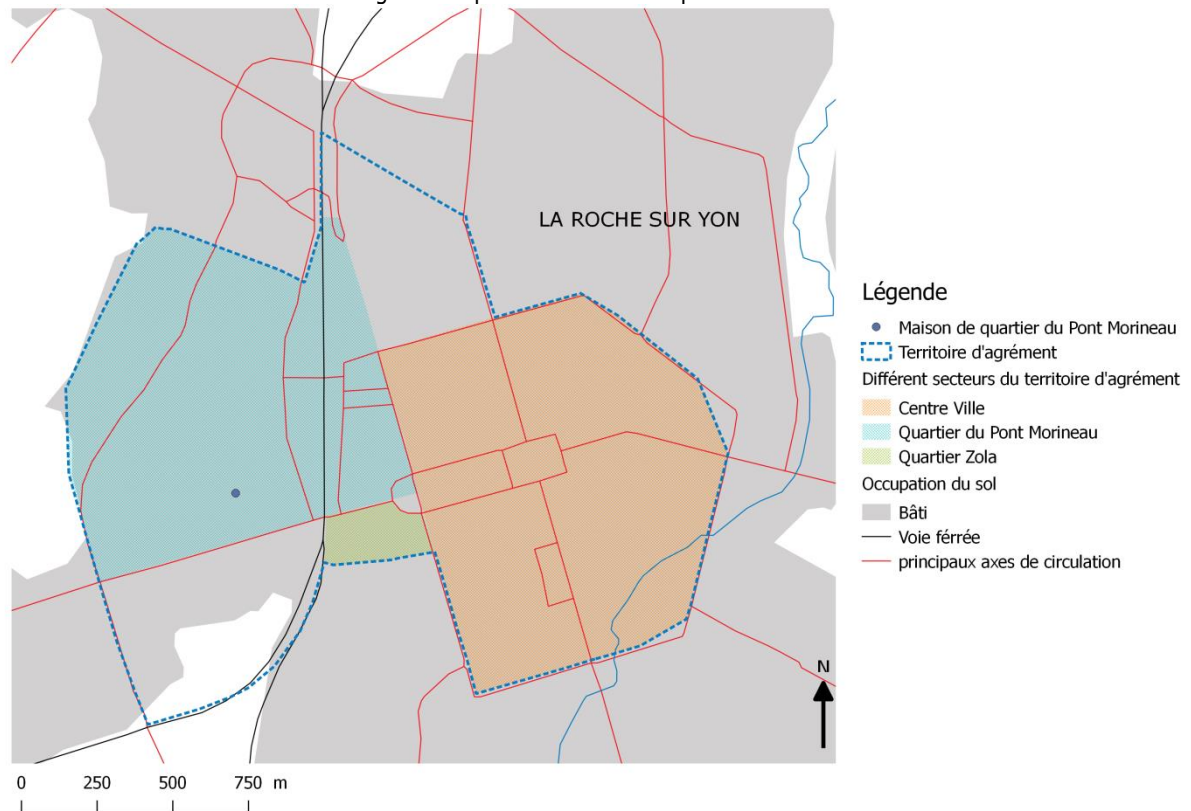 LA ROCHE SUR YON
Légende
Maison de quartier du Pont Morineau
Territoire d'agrément
Différent secteurs du territoire d'agrément
Centre Ville
Quartier du Pont Morineau
Quartier Zola
Occupation du sol
Bâti
Voie férrée
principaux axes de circulation
N
0 250 500 750 m